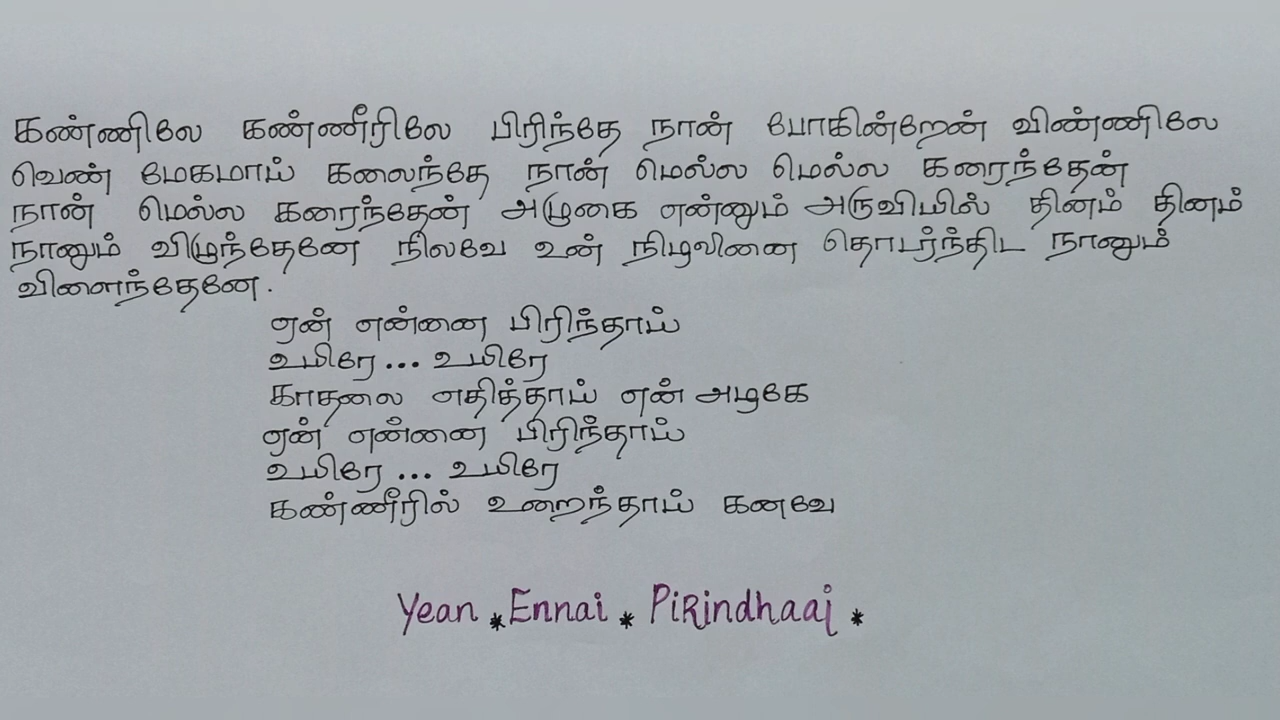 கண்ணிலே கண்ணீரிலே பிரிந்தே நான் போகின்றேன் விண்ணிலே
வெண் மேகமாய் கலைந்தே நான் மெல்ல மெல்ல கரைந்தேன்
நான் மெல்ல கரைந்தேன் அழுகை என்னும் அருவியில் தினம் தினம்
நானும் விழுந்தேனே நிலவே உன் நிழலினை தொடர்ந்திட நானும்
விளைந்தேனே.
ஏன் என்னை பிரிந்தாய்
உயிரே... உயிரே
காதலை எதித்தாய் என் அழகே
ஏன் என்னை பிரிந்தாய்
உயிரே... உயிரே
கண்ணீரில் உறைந்தாய் கனவே
Yean * Ennai * PiRindhaai *